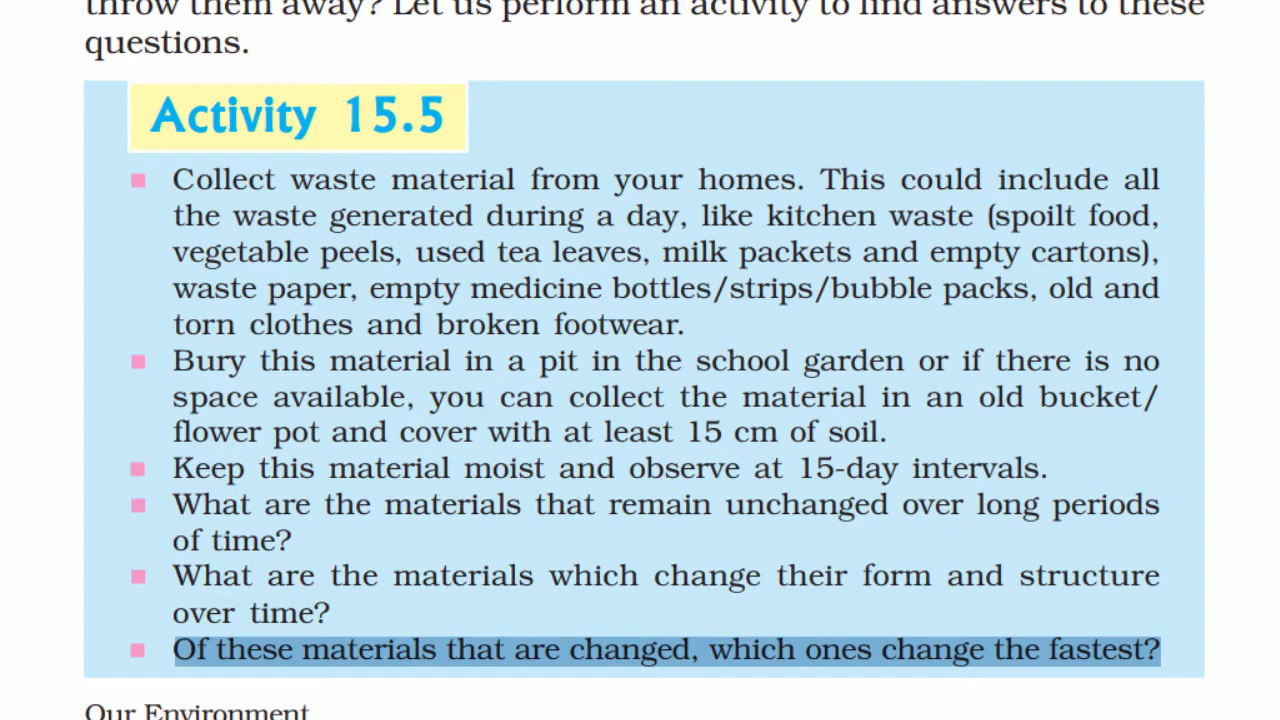 throw them away? Let us perform an activity to find answers to these
questions.
Activity 15.5
Collect waste material from your homes. This could include all
the waste generated during a day, like kitchen waste (spoilt food,
vegetable peels, used tea leaves, milk packets and empty cartons),
waste paper, empty medicine bottles/strips/bubble packs, old and
torn clothes and broken footwear.
Bury this material in a pit in the school garden or if there is no
space available, you can collect the material in an old bucket/
flower pot and cover with at least 15 cm of soil.
Keep this material moist and observe at 15-day intervals.
What are the materials that remain unchanged over long periods
of time?
What are the materials which change their form and structure
over time?
Of these materials that are changed, which ones change the fastest?
Our Environment